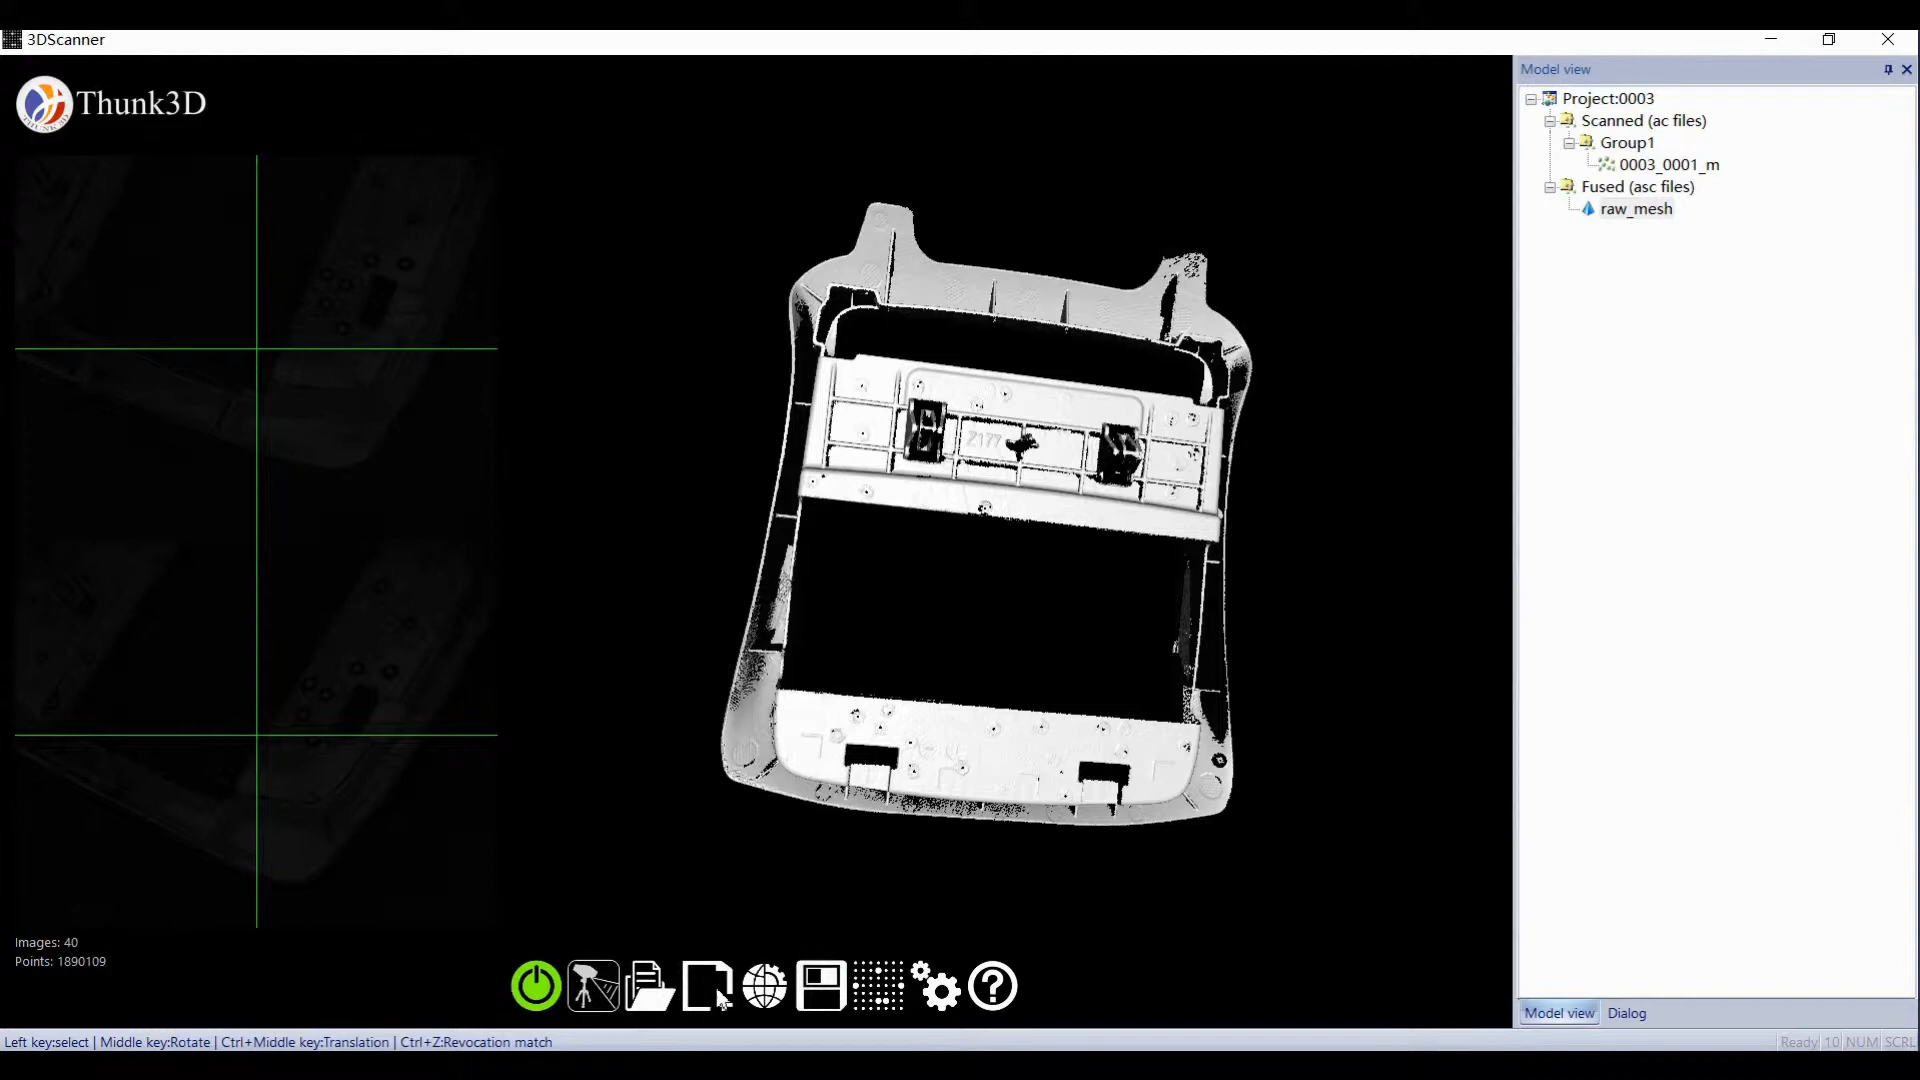 3DScanner
Thunk3D
Model view
Project:0003
Scanned (ac files)
Group1
0003_0001_m
Fused (asc files)
raw_mesh
Z177
Images: 40
Points: 1890109
Model view Dialog
Left key:select | Middle key:Rotate | Ctrl+Middle key:Translation | Ctrl+Z:Revocation match
Ready 10 NUM SCRL